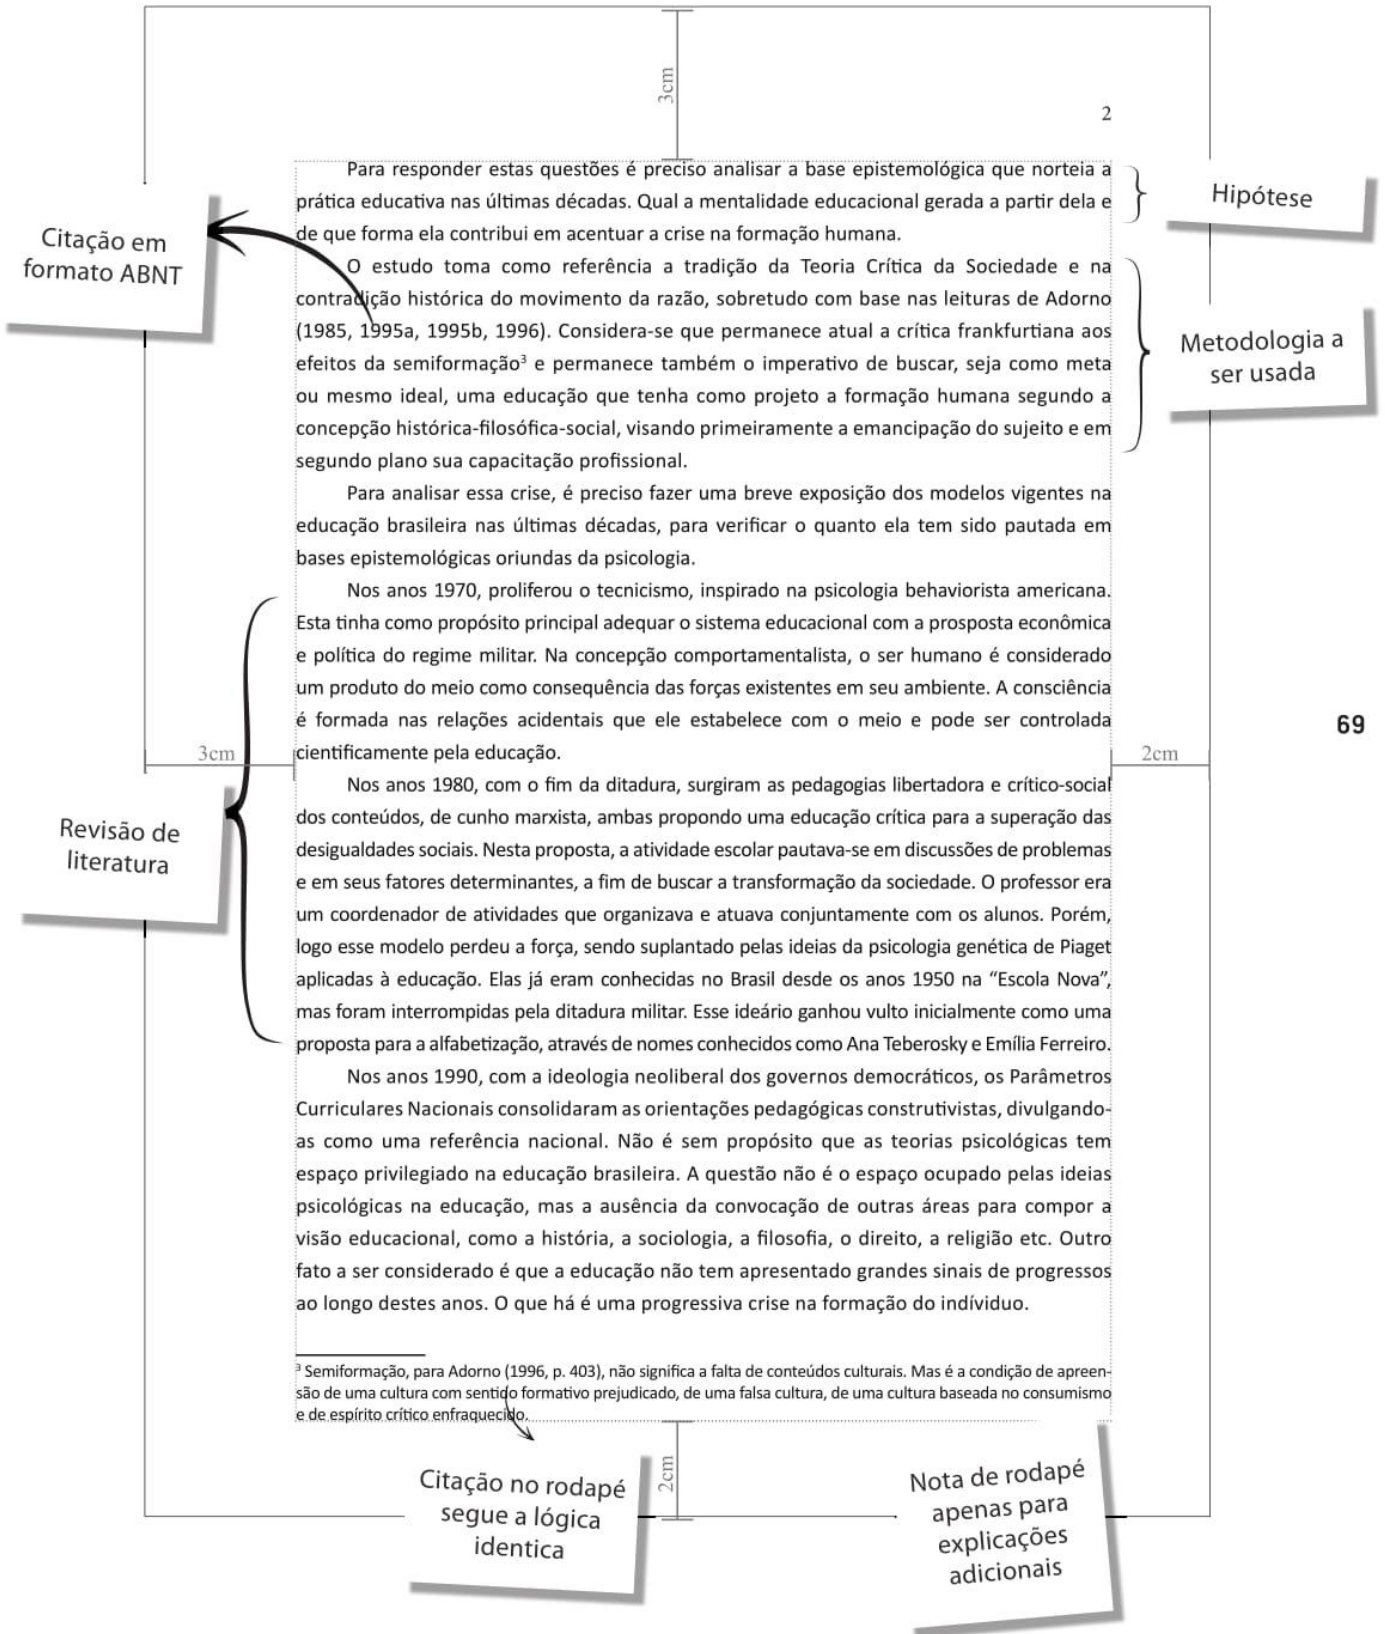 3cm
2
Para responder estas questões é preciso analisar a base epistemológica que norteia a
prática educativa nas últimas décadas. Qual a mentalidade educacional gerada a partir dela e
de que forma ela contribui em acentuar a crise na formação humana.
Hipótese
Citação em
formato ABNT
O estudo toma como referência a tradição da Teoria Crítica da Sociedade e na
contradição histórica do movimento da razão, sobretudo com base nas leituras de Adorno
(1985, 1995a, 1995b, 1996). Considera-se que permanece atual a crítica frankfurtiana aos
efeitos da semiformação³ e permanece também o imperativo de buscar, seja como meta
ou mesmo ideal, uma educação que tenha como projeto a formação humana segundo a
concepção histórica-filosófica-social, visando primeiramente a emancipação do sujeito e em
segundo plano sua capacitação profissional.
Metodologia a
ser usada
Para analisar essa crise, é preciso fazer uma breve exposição dos modelos vigentes na
educação brasileira nas últimas décadas, para verificar o quanto ela tem sido pautada em
bases epistemológicas oriundas da psicologia.
Nos anos 1970, proliferou o tecnicismo, inspirado na psicologia behaviorista americana.
Esta tinha como propósito principal adequar o sistema educacional com a prosposta econômica
e política do regime militar. Na concepção comportamentalista, o ser humano é considerado
um produto do meio como consequência das forças existentes em seu ambiente. A consciência
é formada nas relações acidentais que ele estabelece com o meio e pode ser controlada
cientificamente pela educação.
69
3cm
2cm
Nos anos 1980, com o fim da ditadura, surgiram as pedagogias libertadora e crítico-social
dos conteúdos, de cunho marxista, ambas propondo uma educação crítica para a superação das
desigualdades sociais. Nesta proposta, a atividade escolar pautava-se em discussões de problemas
e em seus fatores determinantes, a fim de buscar a transformação da sociedade. O professor era
um coordenador de atividades que organizava e atuava conjuntamente com os alunos. Porém,
logo esse modelo perdeu a força, sendo suplantado pelas ideias da psicologia genética de Piaget
aplicadas à educação. Elas já eram conhecidas no Brasil desde os anos 1950 na “Escola Nova”,
mas foram interrompidas pela ditadura militar. Esse ideário ganhou vulto inicialmente como uma
proposta para a alfabetização, através de nomes conhecidos como Ana Teberosky e Emília Ferreiro.
Revisão de
literatura
Nos anos 1990, com a ideologia neoliberal dos governos democráticos, os Parâmetros
Curriculares Nacionais consolidaram as orientações pedagógicas construtivistas, divulgando-
as como uma referência nacional. Não é sem propósito que as teorias psicológicas tem
espaço privilegiado na educação brasileira. A questão não é o espaço ocupado pelas ideias
psicológicas na educação, mas a ausência da convocação de outras áreas para compor a
visão educacional, como a história, a sociologia, a filosofia, o direito, a religião etc. Outro
fato a ser considerado é que a educação não tem apresentado grandes sinais de progressos
ao longo destes anos. O que há é uma progressiva crise na formação do indíviduo.
³ Semiformação, para Adorno (1996, p. 403), não significa a falta de conteúdos culturais. Mas é a condição de apreen-
são de uma cultura com sentido formativo prejudicado, de uma falsa cultura, de uma cultura baseada no consumismo
e de espírito crítico enfraquecido.
Citação no rodapé
segue a lógica
identica
2cm
Nota de rodapé
apenas para
explicações
adicionais